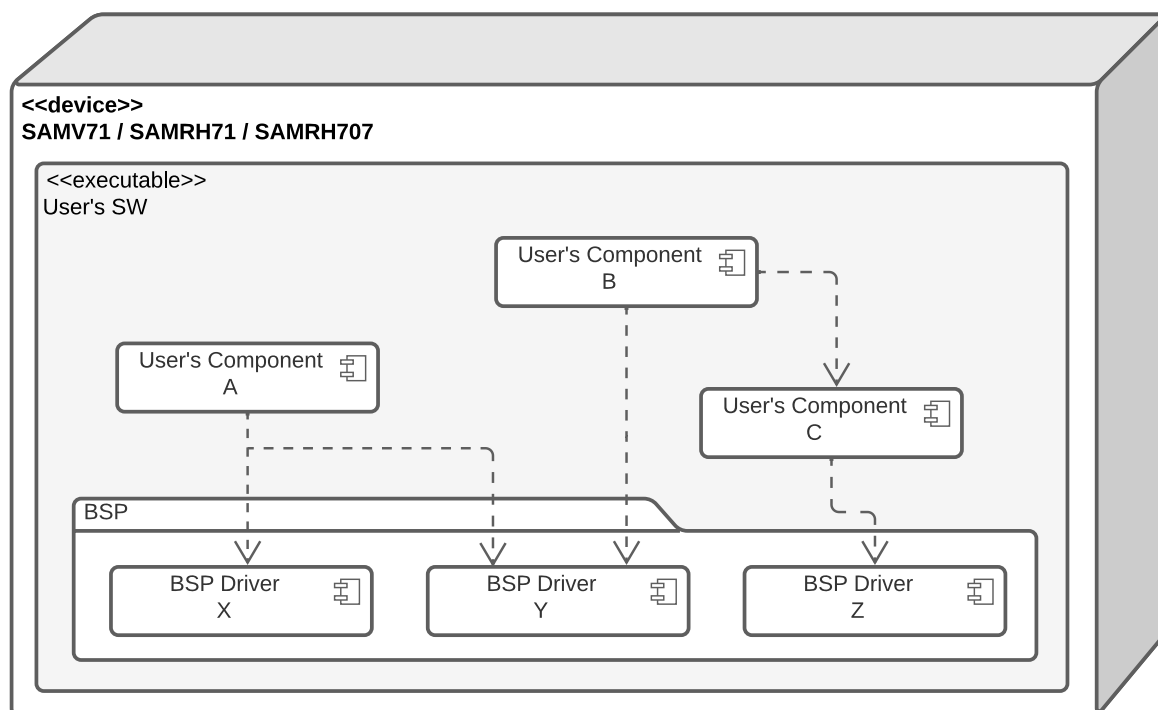 <<device>>
SAMV71 / SAMRH71 / SAMRH707
<<executable>>
User's SW
User's Component
B
User's Component
A
User's Component
C
BSP
BSP Driver
X
BSP Driver
Y
BSP Driver
Z